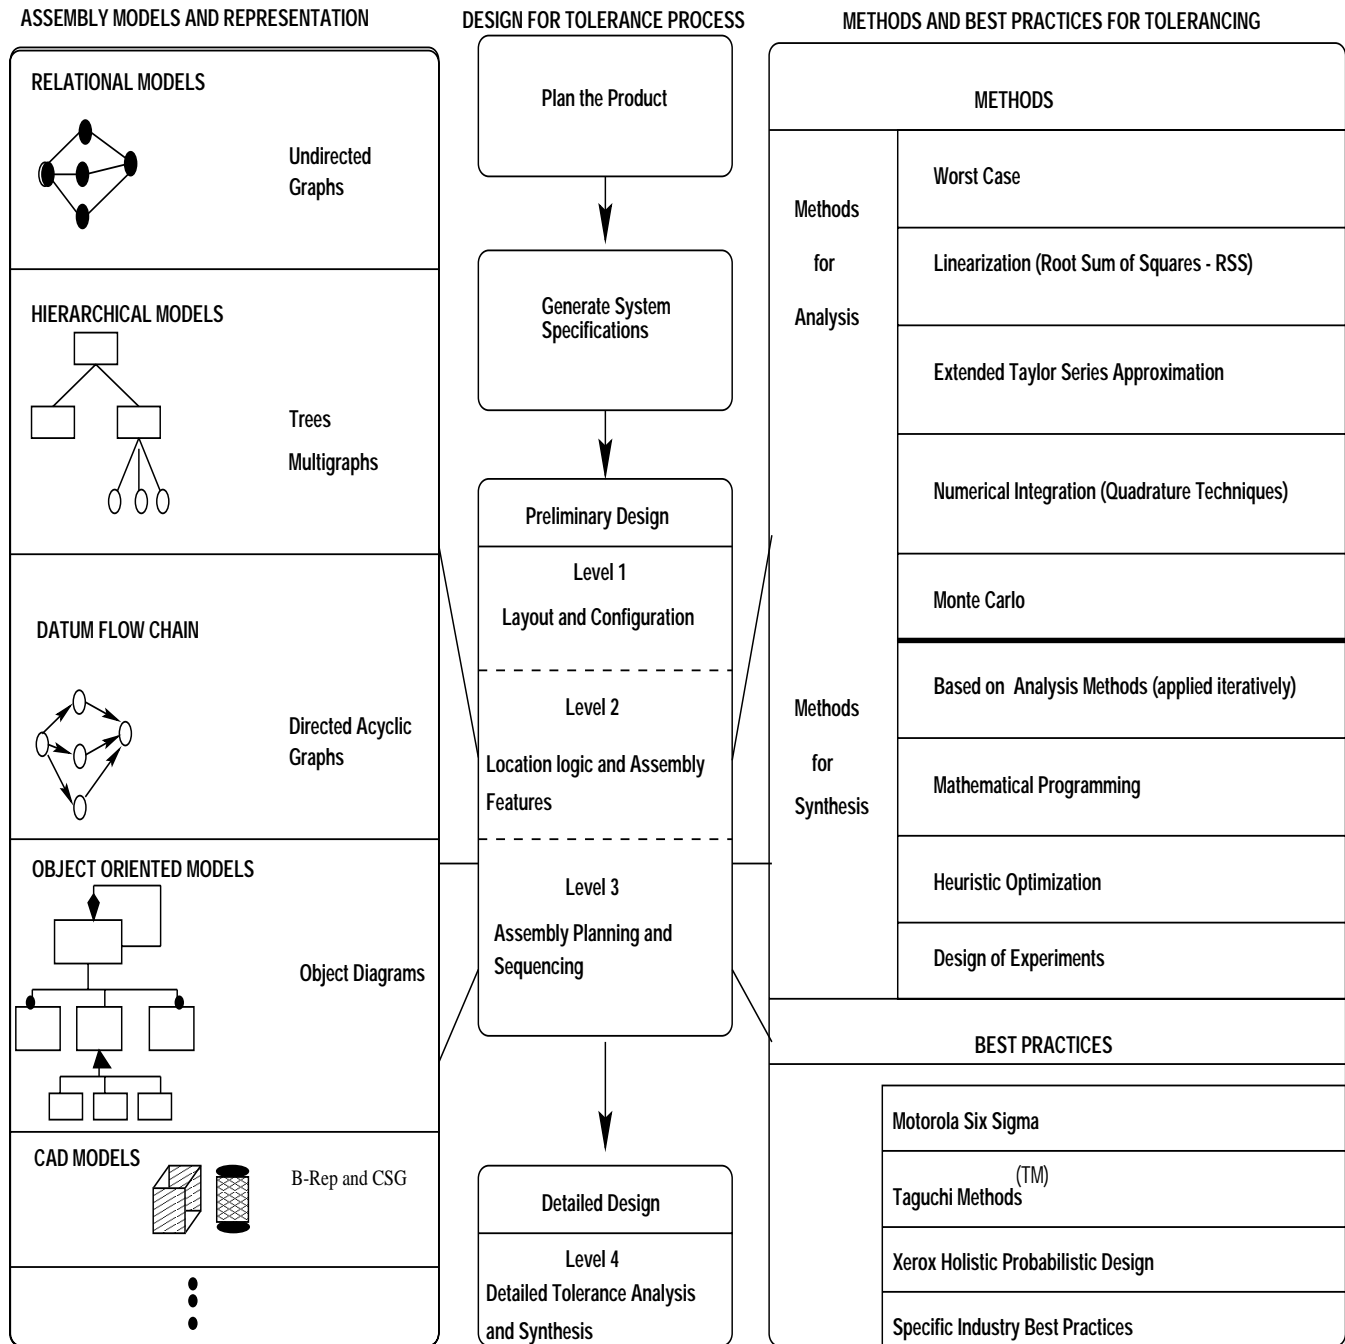 ASSEMBLY MODELS AND REPRESENTATION
RELATIONAL MODELS
Undirected
Graphs
HIERARCHICAL MODELS
Trees
Multigraphs
DATUM FLOW CHAIN
Directed Acyclic
Graphs
OBJECT ORIENTED MODELS
Object Diagrams
CAD MODELS
B-Rep and CSG
DESIGN FOR TOLERANCE PROCESS
Plan the Product
Generate System
Specifications
Preliminary Design
Level 1
Layout and Configuration
Level 2
Location logic and Assembly
Features
Level 3
Assembly Planning and
Sequencing
Detailed Design
Level 4
Detailed Tolerance Analysis
and Synthesis
METHODS AND BEST PRACTICES FOR TOLERANCING
METHODS
Methods
for
Analysis
Worst Case
Linearization (Root Sum of Squares - RSS)
Extended Taylor Series Approximation
Numerical Integration (Quadrature Techniques)
Monte Carlo
Methods
for
Synthesis
Based on Analysis Methods (applied iteratively)
Mathematical Programming
Heuristic Optimization
Design of Experiments
BEST PRACTICES
Motorola Six Sigma
Taguchi Methods (TM)
Xerox Holistic Probabilistic Design
Specific Industry Best Practices